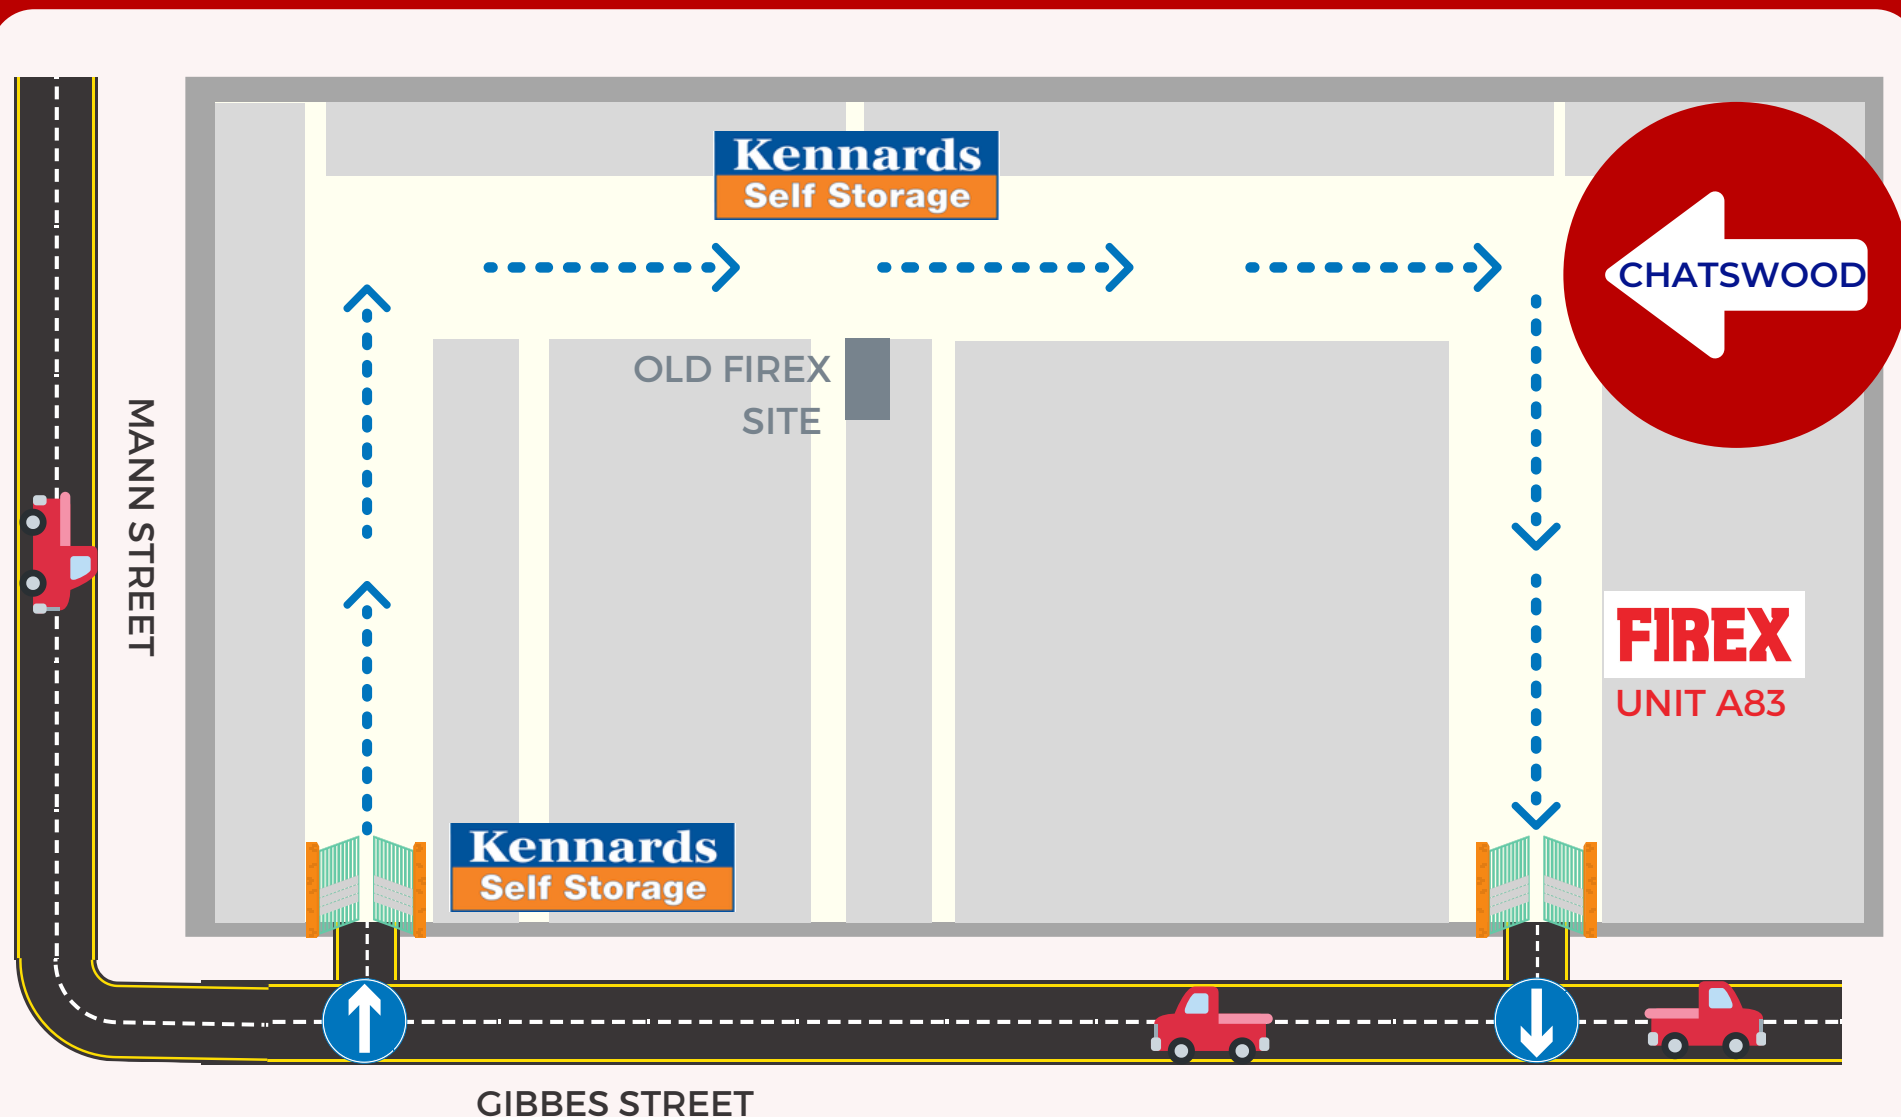 Kennards
Self Storage
CHATSWOOD
OLD FIREX
SITE
MANN STREET
FIREX
UNIT A83
Kennards
Self Storage
GIBBES STREET